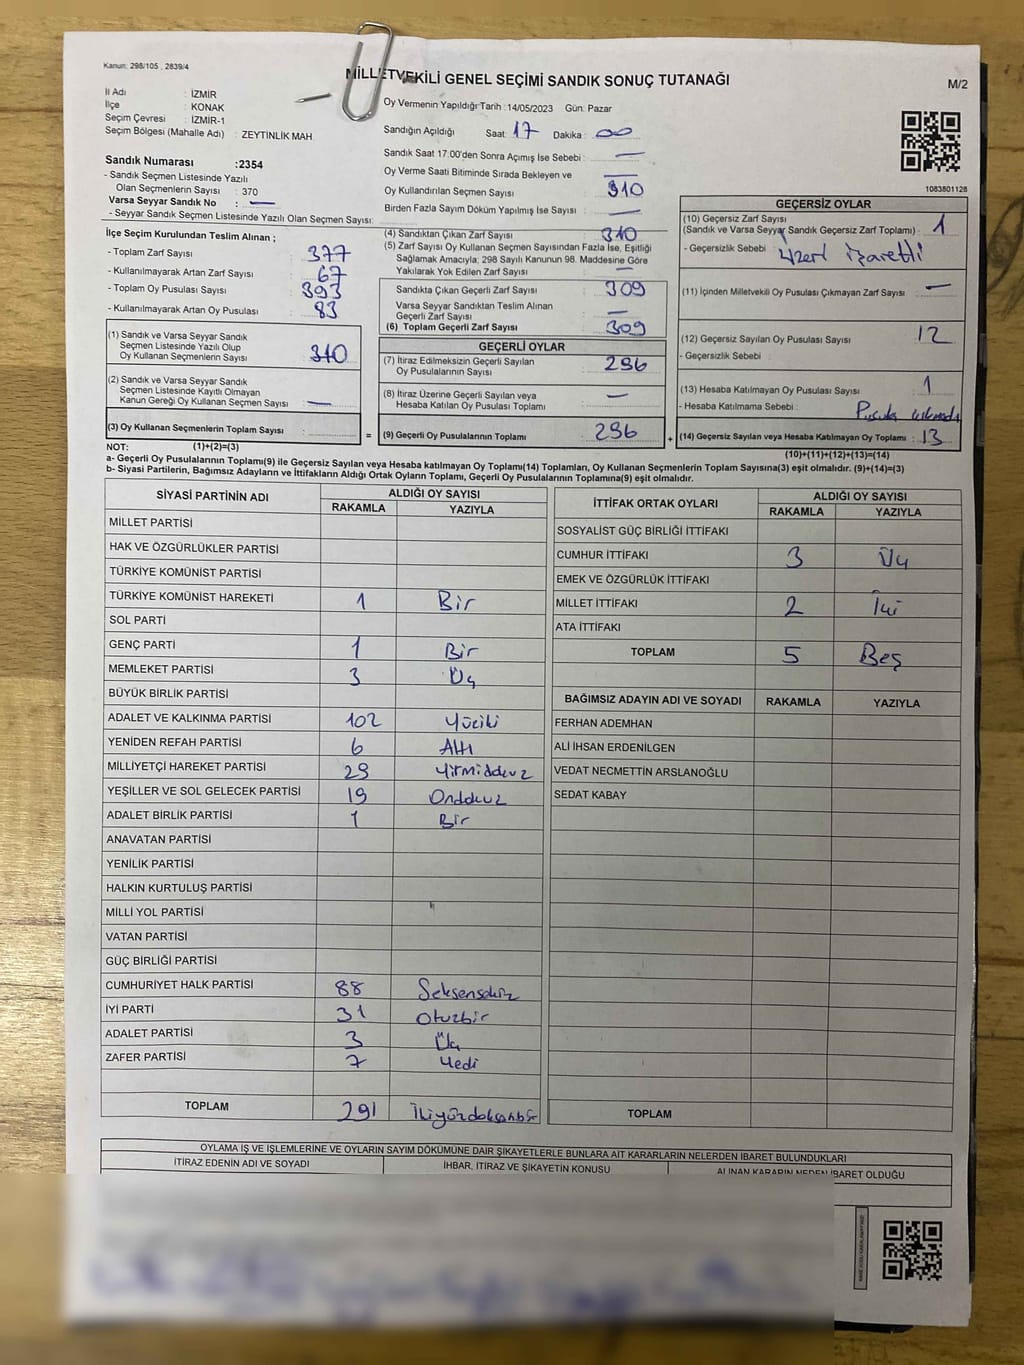 Kanun: 298/105 , 2839/4
MİLLETVEKİLİ GENEL SEÇİMİ SANDIK SONUÇ TUTANAĞI
M/2
İl Adı : İZMİR
İlçe : KONAK
Seçim Çevresi : İZMİR-1
Seçim Bölgesi (Mahalle Adı) : ZEYTİNLİK MAH
Sandık Numarası :2354
- Sandık Seçmen Listesinde Yazılı
Olan Seçmenlerin Sayısı : 370
Varsa Seyyar Sandık No : —
- Seyyar Sandık Seçmen Listesinde Yazılı Olan Seçmen Sayısı:
Oy Vermenin Yapıldığı Tarih : 14/05/2023 Gün: Pazar
Sandığın Açıldığı Saat : 17 Dakika : 00
Sandık Saat 17:00'den Sonra Açımış İse Sebebi : —
Oy Verme Saati Bitiminde Sırada Bekleyen ve —
Oy Kullandırılan Seçmen Sayısı : 310
Birden Fazla Sayım Döküm Yapılmış İse Sayısı : —
1083801128
İlçe Seçim Kurulundan Teslim Alınan ;
- Toplam Zarf Sayısı : 377
- Kullanılmayarak Artan Zarf Sayısı : 67
- Toplam Oy Pusulası Sayısı : 393
- Kullanılmayarak Artan Oy Pusulası : 83
(1) Sandık ve Varsa Seyyar Sandık
Seçmen Listesinde Yazılı Olup
Oy Kullanan Seçmenlerin Sayısı : 310
(2) Sandık ve Varsa Seyyar Sandık
Seçmen Listesinde Kayıtlı Olmayan
Kanun Gereği Oy Kullanan Seçmen Sayısı : —
(3) Oy Kullanan Seçmenlerin Toplam Sayısı :
NOT: (1)+(2)=(3)
(4) Sandıktan Çıkan Zarf Sayısı : 310
(5) Zarf Sayısı Oy Kullanan Seçmen Sayısından Fazla İse, Eşitliği
Sağlamak Amacıyla; 298 Sayılı Kanunun 98. Maddesine Göre
Yakılarak Yok Edilen Zarf Sayısı : —
Sandıkta Çıkan Geçerli Zarf Sayısı : 309
Varsa Seyyar Sandıktan Teslim Alınan
Geçerli Zarf Sayısı : —
(6) Toplam Geçerli Zarf Sayısı : 309
GEÇERLİ OYLAR
(7) İtiraz Edilmeksizin Geçerli Sayılan
Oy Pusulalarının Sayısı : 296
(8) İtiraz Üzerine Geçerli Sayılan veya
Hesaba Katılan Oy Pusulası Toplamı : —
= (9) Geçerli Oy Pusulalarının Toplamı : 296 +
GEÇERSİZ OYLAR
(10) Geçersiz Zarf Sayısı
(Sandık ve Varsa Seyyar Sandık Geçersiz Zarf Toplamı) : 1
- Geçersizlik Sebebi : Üzeri işaretli
(11) İçinden Milletvekili Oy Pusulası Çıkmayan Zarf Sayısı : —
(12) Geçersiz Sayılan Oy Pusulası Sayısı : 12
- Geçersizlik Sebebi :
(13) Hesaba Katılmayan Oy Pusulası Sayısı : 1
- Hesaba Katılmama Sebebi : Pusula çıkmadı
(14) Geçersiz Sayılan veya Hesaba Katılmayan Oy Toplamı : 13
(10)+(11)+(12)+(13)=(14)
a- Geçerli Oy Pusulalarının Toplamı(9) ile Geçersiz Sayılan veya Hesaba katılmayan Oy Toplamı(14) Toplamları, Oy Kullanan Seçmenlerin Toplam Sayısına(3) eşit olmalıdır. (9)+(14)=(3)
b- Siyasi Partilerin, Bağımsız Adayların ve İttifakların Aldığı Ortak Oyların Toplamı, Geçerli Oy Pusulalarının Toplamına(9) eşit olmalıdır.
SİYASİ PARTİNİN ADI ALDIĞI OY SAYISI
RAKAMLA YAZIYLA
MİLLET PARTİSİ
HAK VE ÖZGÜRLÜKLER PARTİSİ
TÜRKİYE KOMÜNİST PARTİSİ
TÜRKİYE KOMÜNİST HAREKETİ 1 Bir
SOL PARTİ
GENÇ PARTİ 1 Bir
MEMLEKET PARTİSİ 3 Üç
BÜYÜK BİRLİK PARTİSİ
ADALET VE KALKINMA PARTİSİ 102 Yüziki
YENİDEN REFAH PARTİSİ 6 Altı
MİLLİYETÇİ HAREKET PARTİSİ 29 Yirmidokuz
YEŞİLLER VE SOL GELECEK PARTİSİ 19 Ondokuz
ADALET BİRLİK PARTİSİ 1 Bir
ANAVATAN PARTİSİ
YENİLİK PARTİSİ
HALKIN KURTULUŞ PARTİSİ
MİLLİ YOL PARTİSİ
VATAN PARTİSİ
GÜÇ BİRLİĞİ PARTİSİ
CUMHURİYET HALK PARTİSİ 88 Seksensekiz
İYİ PARTİ 31 Otuzbir
ADALET PARTİSİ 3 Üç
ZAFER PARTİSİ 7 Yedi
TOPLAM 291 İkiyüzdoksanbir
İTTİFAK ORTAK OYLARI ALDIĞI OY SAYISI
RAKAMLA YAZIYLA
SOSYALİST GÜÇ BİRLİĞİ İTTİFAKI
CUMHUR İTTİFAKI 3 Üç
EMEK VE ÖZGÜRLÜK İTTİFAKI
MİLLET İTTİFAKI 2 İki
ATA İTTİFAKI
TOPLAM 5 Beş
BAĞIMSIZ ADAYIN ADI VE SOYADI RAKAMLA YAZIYLA
FERHAN ADEMHAN
ALİ İHSAN ERDENİLGEN
VEDAT NECMETTİN ARSLANOĞLU
SEDAT KABAY
TOPLAM
OYLAMA İŞ VE İŞLEMLERİNE VE OYLARIN SAYIM DÖKÜMÜNE DAİR ŞİKAYETLERLE BUNLARA AİT KARARLARIN NELERDEN İBARET BULUNDUKLARI
İTİRAZ EDENİN ADI VE SOYADI İHBAR, İTİRAZ VE ŞİKAYETİN KONUSU ALINAN KARARIN NEDEN İBARET OLDUĞU